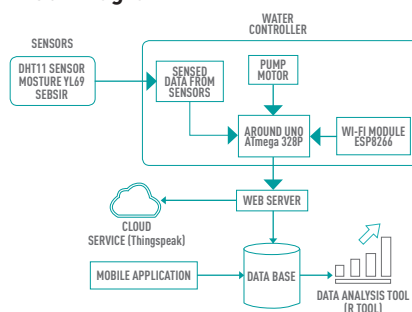 WATER
CONTROLLER
SENSORS
DHT11 SENSOR
MOSTURE YL69
SEBSIR
SENSED
DATA FROM
SENSORS
PUMP
MOTOR
AROUND UNO
ATmega 328P
WI-FI MODULE
ESP8266
WEB SERVER
CLOUD
SERVICE (Thingspeak)
MOBILE APPLICATION
DATA BASE
DATA ANALYSIS TOOL
(R TOOL)